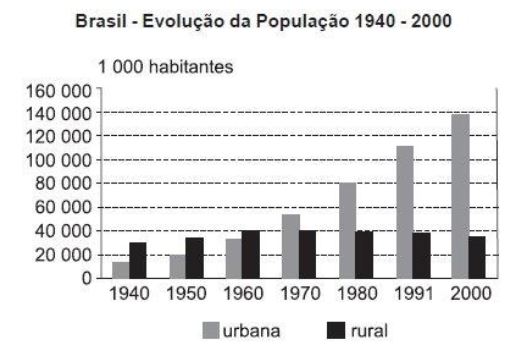 Brasil - Evolução da População 1940 - 2000
1 000 habitantes
160 000
140 000
120 000
100 000
80 000
60 000
40 000
20 000
0
1940 1950 1960 1970 1980 1991 2000
urbana rural